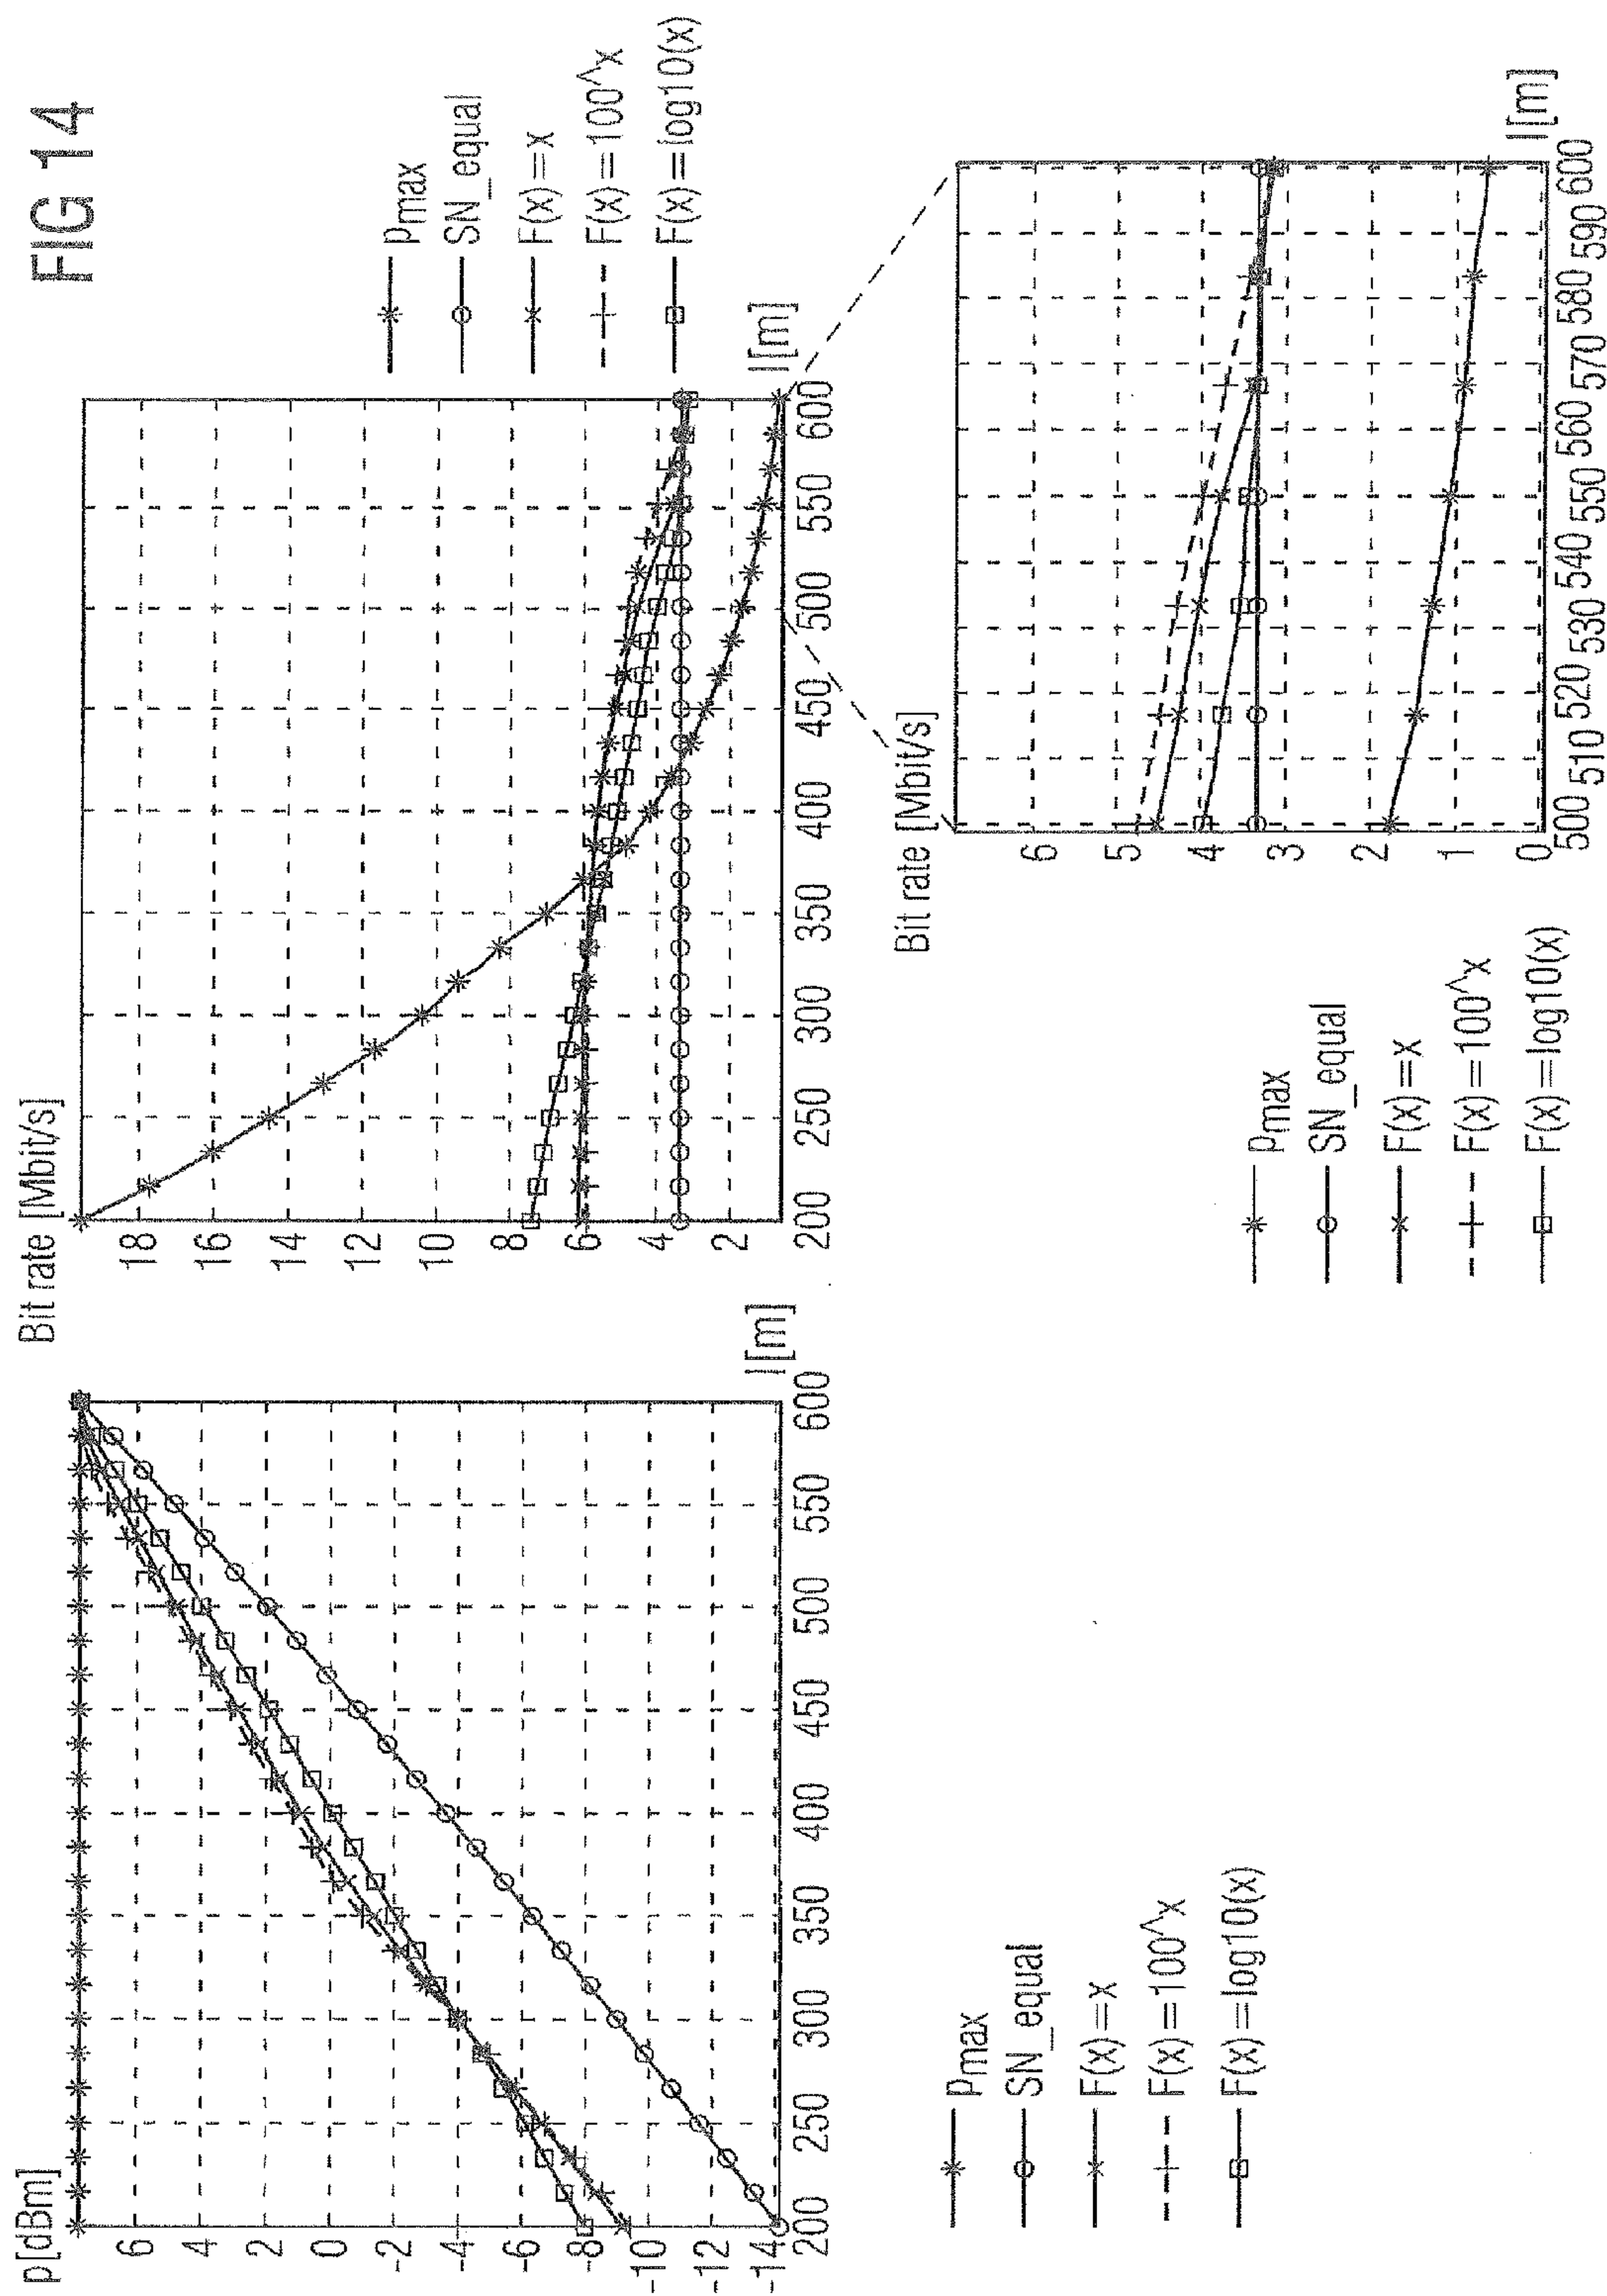 FIG 14
p[dBm]
6
4
2
0
-2
-4
-6
-8
-10
-12
-14
200 250 300 350 400 450 500 550 600
l[m]
Pmax
SN_equal
F(x)=x
F(x)=100^x
F(x)=log10(x)
Bit rate [Mbit/s]
18
16
14
12
10
8
6
4
2
200 250 300 350 400 450 500 550 600
l[m]
Pmax
SN_equal
F(x)=x
F(x)=100^x
F(x)=log10(x)
Bit rate [Mbit/s]
6
5
4
3
2
1
0
500 510 520 530 540 550 560 570 580 590 600
l[m]
Pmax
SN_equal
F(x)=x
F(x)=100^x
F(x)=log10(x)